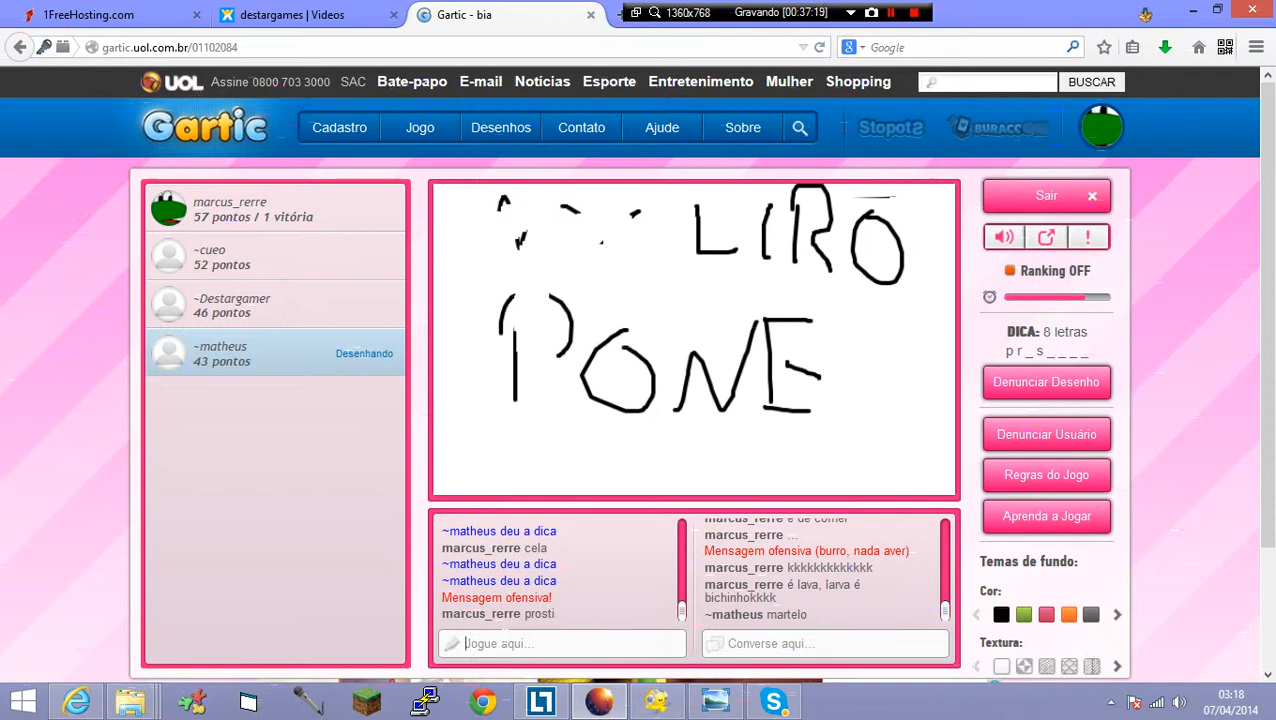 1FreeHosting.com
destargames | Videos
Gartic - bia
1360x768
Gravando [00:37:19]
gartic.uol.com.br/01102084
Google
UOL
Assine 0800 703 3000
SAC
Bate-papo
E-mail
Notícias
Esporte
Entretenimento
Mulher
Shopping
BUSCAR
Gartic
Cadastro
Jogo
Desenhos
Contato
Ajude
Sobre
StopotS
marcus_rerre
57 pontos / 1 vitória
~cueo
52 pontos
~Destargamer
46 pontos
~matheus
43 pontos
Desenhando
LIRO
PONE
Sair
Ranking OFF
DICA: 8 letras
p r _ s _ _ _ _
Denunciar Desenho
Denunciar Usuário
Regras do Jogo
Aprenda a Jogar
Temas de fundo:
Cor:
Textura:
~matheus deu a dica
marcus_rerre cela
~matheus deu a dica
~matheus deu a dica
Mensagem ofensiva!
marcus_rerre prosti
Jogue aqui...
marcus_rerre é de comer
marcus_rerre ...
Mensagem ofensiva (burro, nada aver)
marcus_rerre kkkkkkkkkkkkk
marcus_rerre é lava, larva é
bichinhokkkk
~matheus martelo
Converse aqui...
03:18
07/04/2014